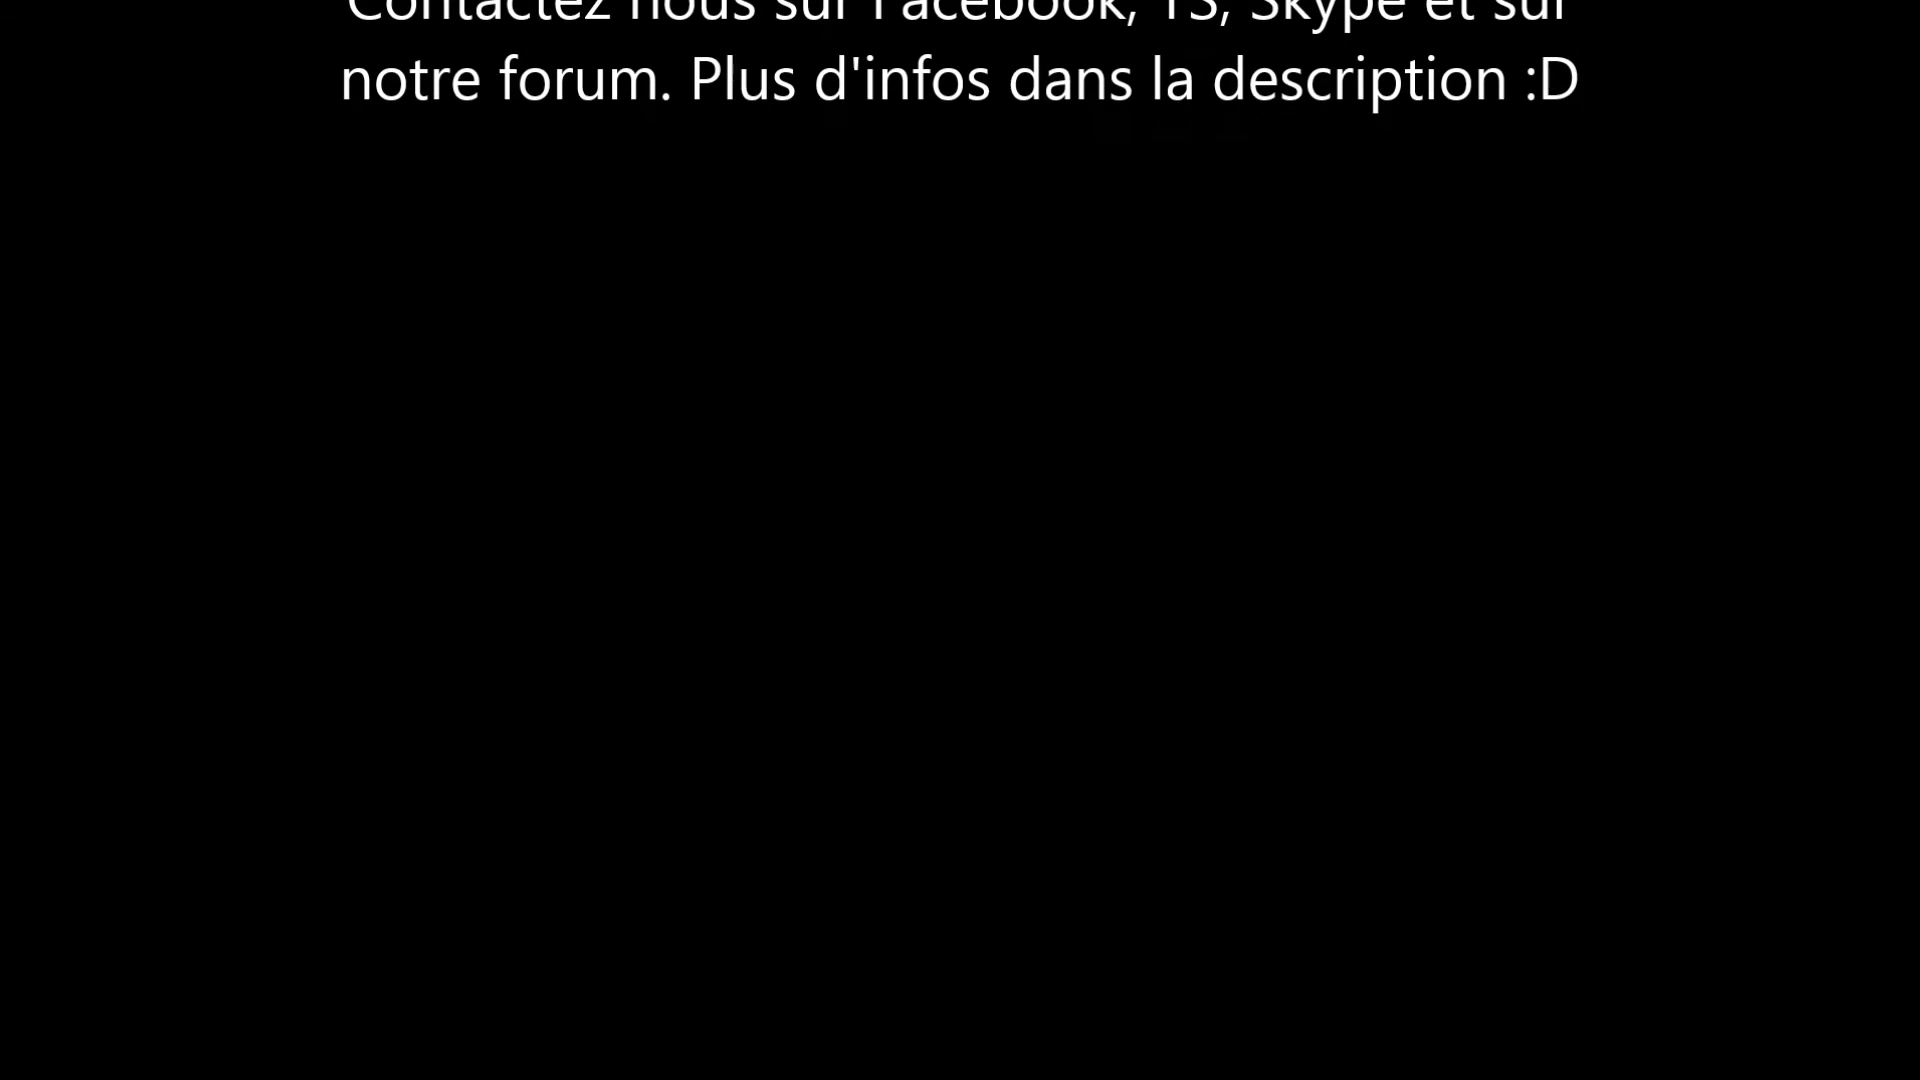 Contactez nous sur Facebook, TS, Skype et sur
notre forum. Plus d'infos dans la description :D